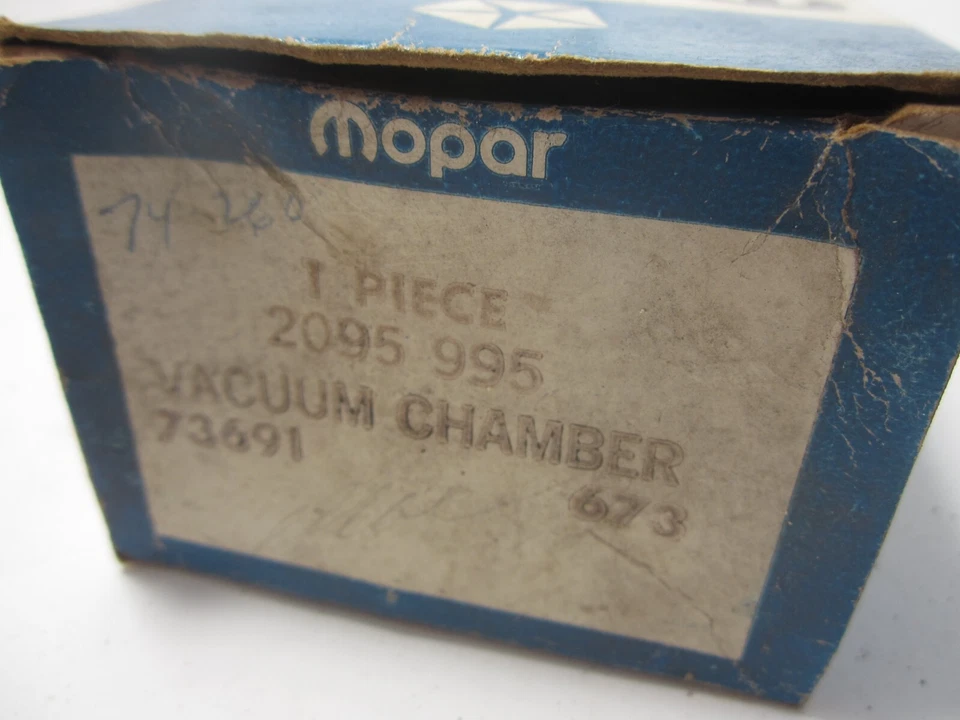 mopar
74 260
1 PIECE
2095 995
VACUUM CHAMBER
73691
673